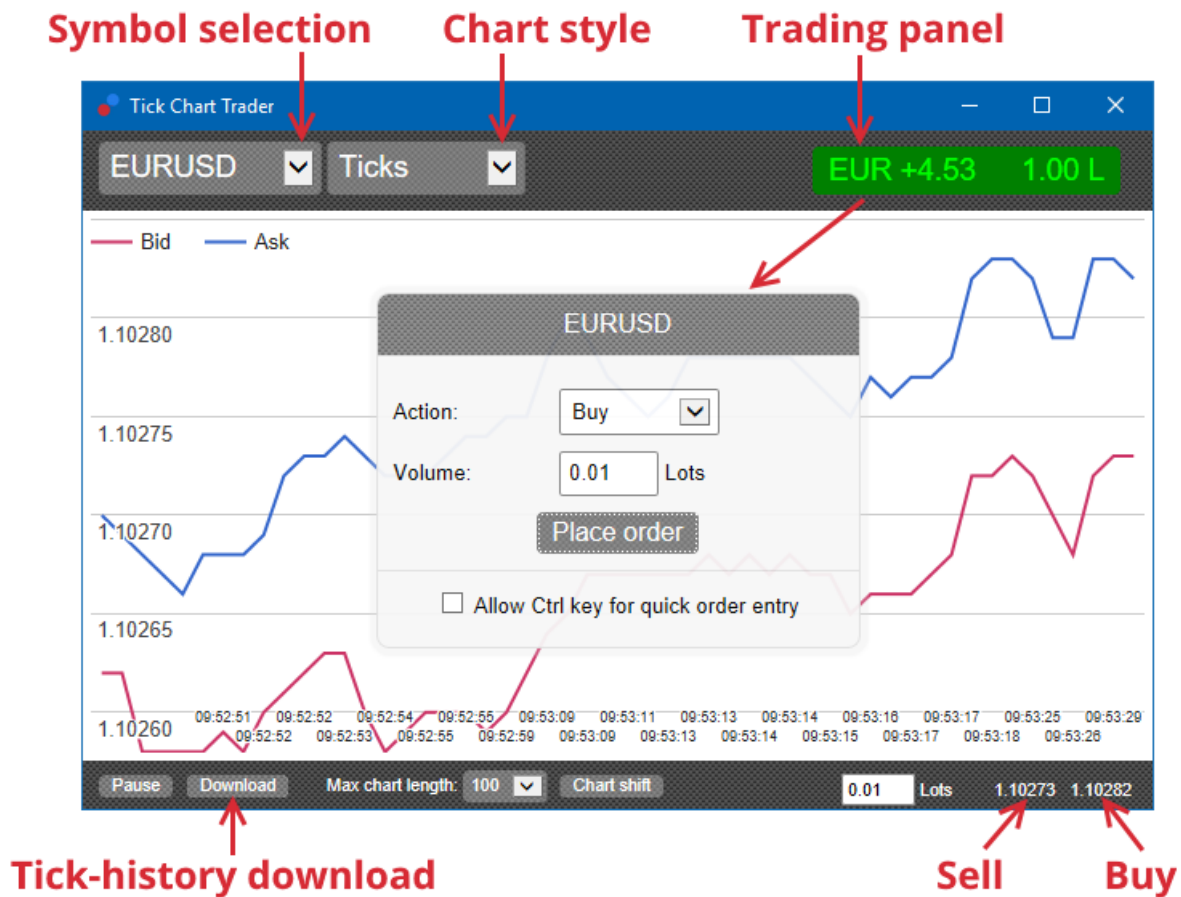 Symbol selection Chart style Trading panel
Tick Chart Trader
EURUSD Ticks EUR +4.53 1.00 L
Bid Ask
EURUSD
1.10280
Action: Buy
1.10275
Volume: 0.01 Lots
1.10270
Place order
Allow Ctrl key for quick order entry
1.10265
09:52:51 09:52:52 09:52:54 09:52:55 09:53:09 09:53:11 09:53:13 09:53:14 09:53:16 09:53:17 09:53:25 09:53:29
1.10260
09:52:52 09:52:53 09:52:55 09:52:59 09:53:09 09:53:13 09:53:14 09:53:15 09:53:17 09:53:18 09:53:26
Pause Download Max chart length: 100 Chart shift 0.01 Lots 1.10273 1.10282
Tick-history download Sell Buy